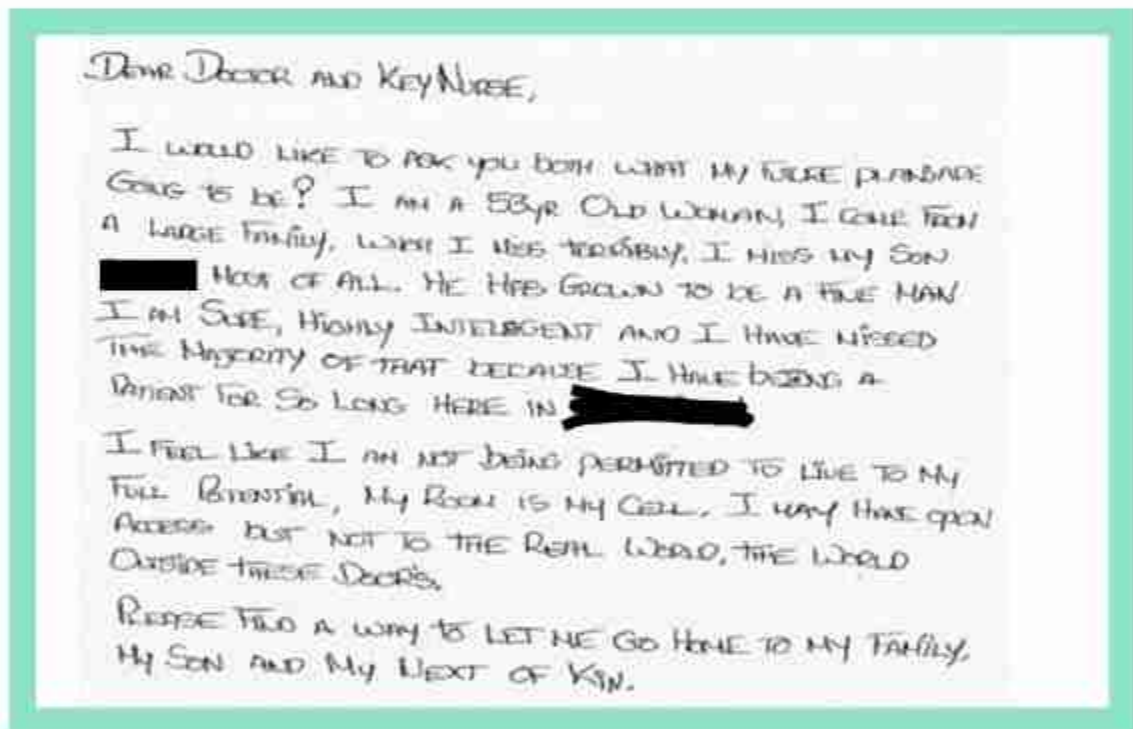 Dear Doctor and Key Nurse,
I would like to ask you both what my future plans are
going to be? I am a 53yr old woman, I come from
a large family, which I miss terribly. I miss my son
most of all. He has grown to be a fine man
I am sure, highly intelligent and I have missed
the majority of that because I have being a
patient for so long here in
I feel like I am not being permitted to live to my
full potential, my room is my cell. I may have open
access but not to the real world, the world
outside these door's.
Please find a way to let me go home to my family,
my son and my next of kin.